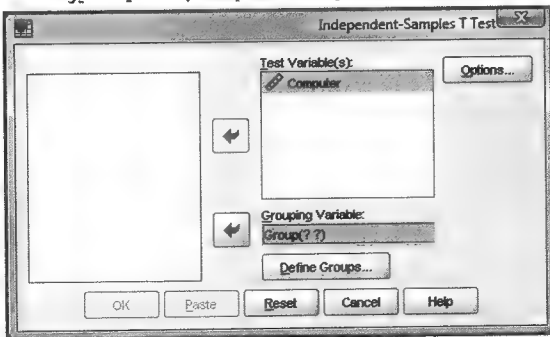 Independent-Samples T Test
Test Variable(s):
Computer
Options...
Grouping Variable:
Group(? ?)
Define Groups...
OK
Paste
Reset
Cancel
Help